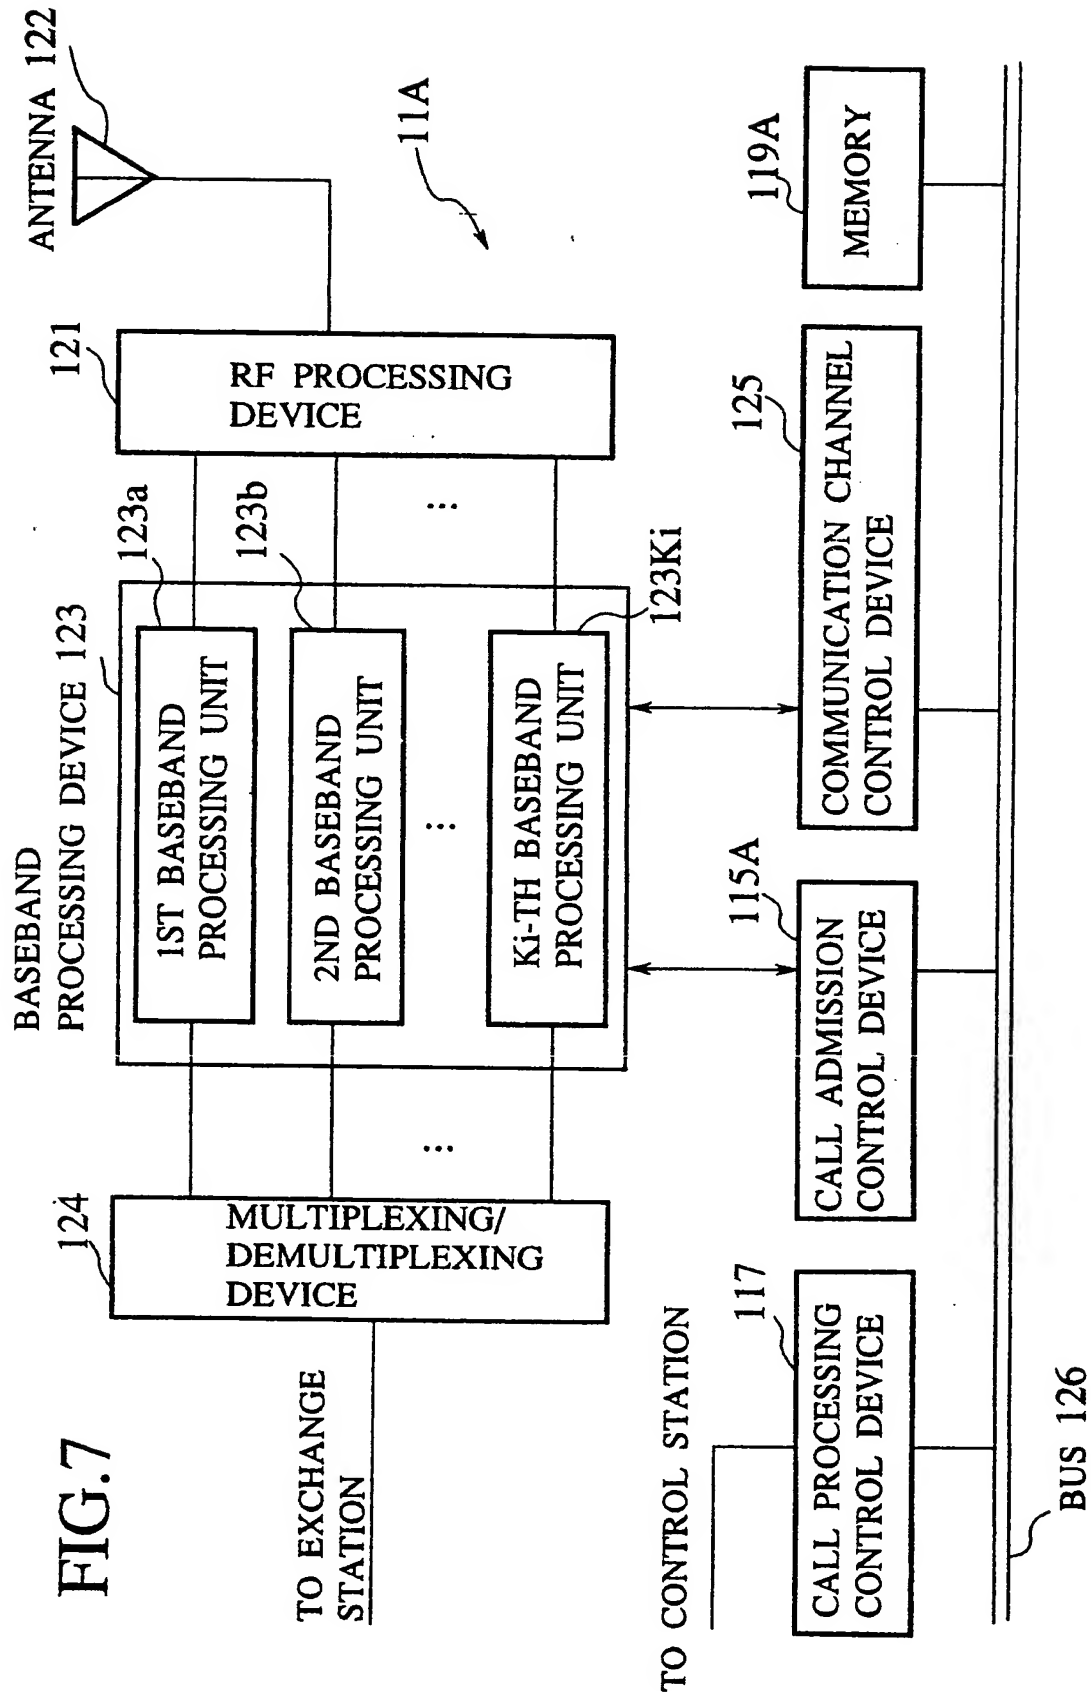 FIG.7
BASEBAND
PROCESSING DEVICE 123
ANTENNA 122
124
123a
121
MULTIPLEXING/
DEMULTIPLEXING
DEVICE
1ST BASEBAND
PROCESSING UNIT
123b
2ND BASEBAND
PROCESSING UNIT
...
...
...
Ki-TH BASEBAND
PROCESSING UNIT
123Ki
RF PROCESSING
DEVICE
11A
TO EXCHANGE
STATION
TO CONTROL STATION
117
115A
125
119A
CALL PROCESSING
CONTROL DEVICE
CALL ADMISSION
CONTROL DEVICE
COMMUNICATION CHANNEL
CONTROL DEVICE
MEMORY
BUS 126